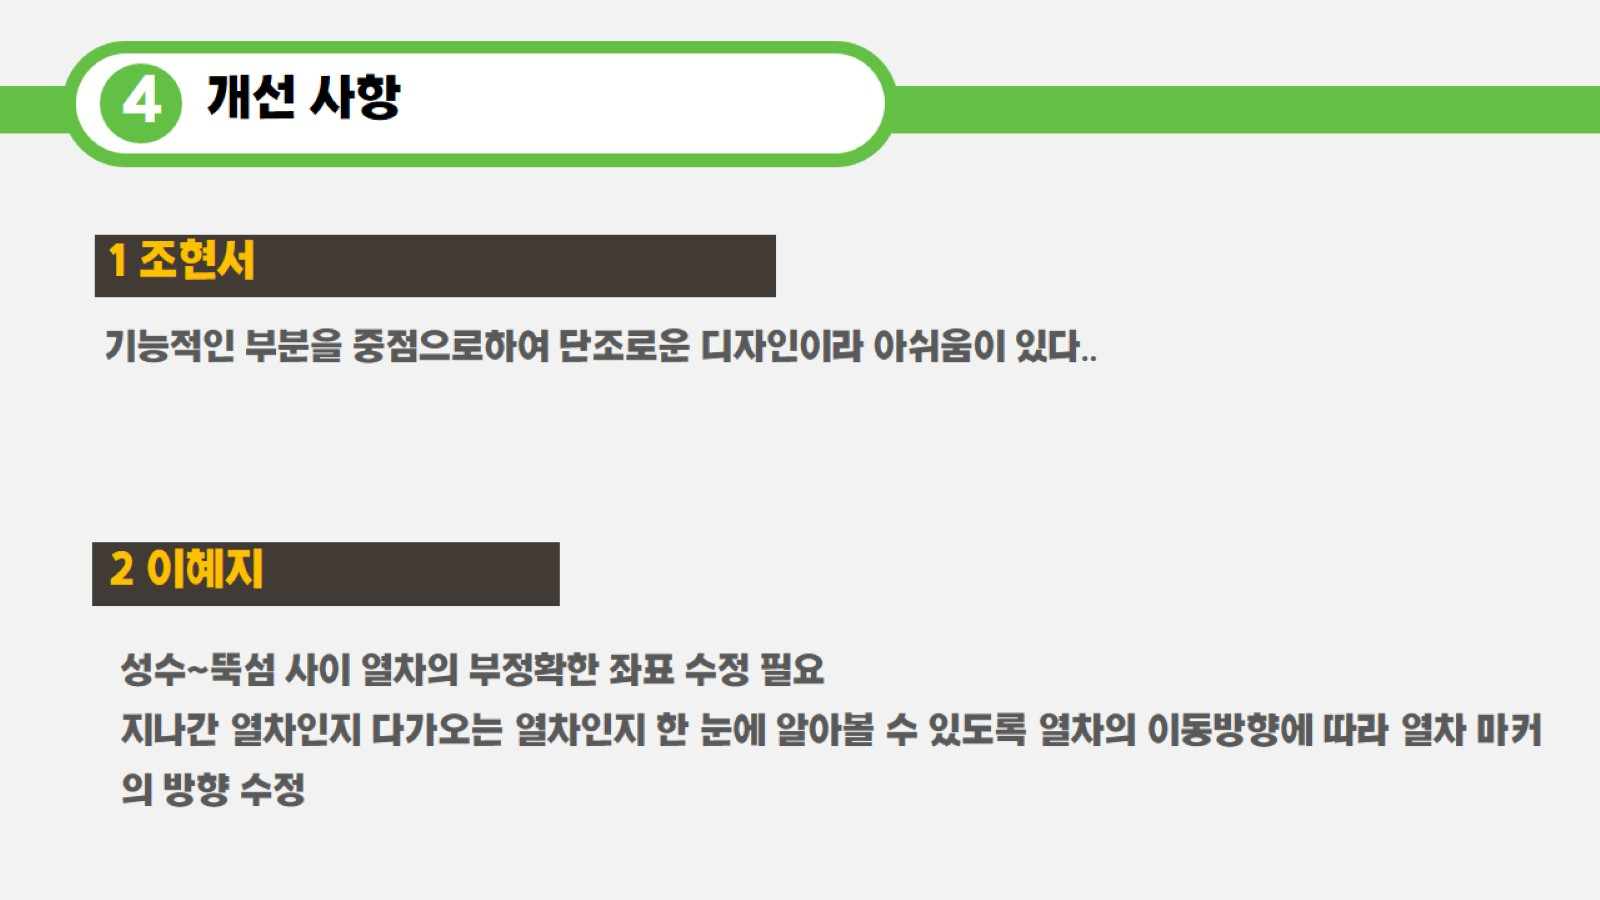 4 개선 사항
1 조현서
기능적인 부분을 중점으로하여 단조로운 디자인이라 아쉬움이 있다..
2 이혜지
성수~뚝섬 사이 열차의 부정확한 좌표 수정 필요
지나간 열차인지 다가오는 열차인지 한 눈에 알아볼 수 있도록 열차의 이동방향에 따라 열차 마커
의 방향 수정